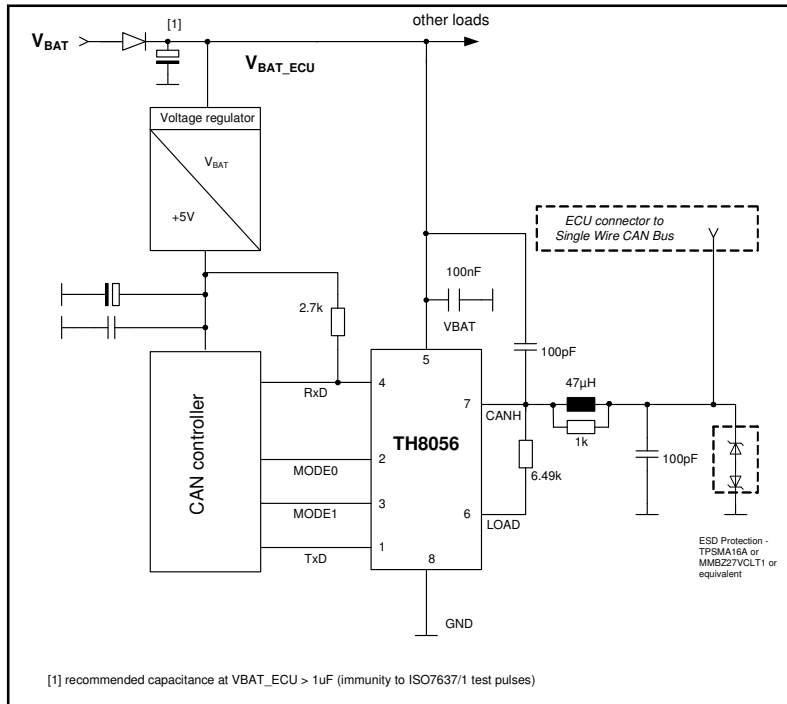 [1]
other loads
VBAT
VBAT_ECU
Voltage regulator
VBAT
+5V
ECU connector to
Single Wire CAN Bus
100nF
2.7k
VBAT
5
100pF
47µH
4
RxD
7
CANH
1k
CAN controller
TH8056
100pF
6.49k
2
MODE0
3
MODE1
6
LOAD
1
TxD
8
ESD Protection -
TPSMA16A or
MMBZ27VCLT1 or
equivalent
GND
[1] recommended capacitance at VBAT_ECU > 1uF (immunity to ISO7637/1 test pulses)